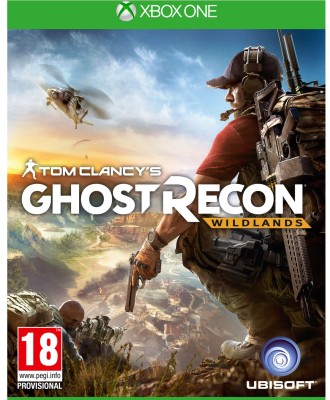 XBOX ONE
TOM CLANCY'S
GHOST RECON
WILDLANDS
18
www.pegi.info
PROVISIONAL
UBISOFT